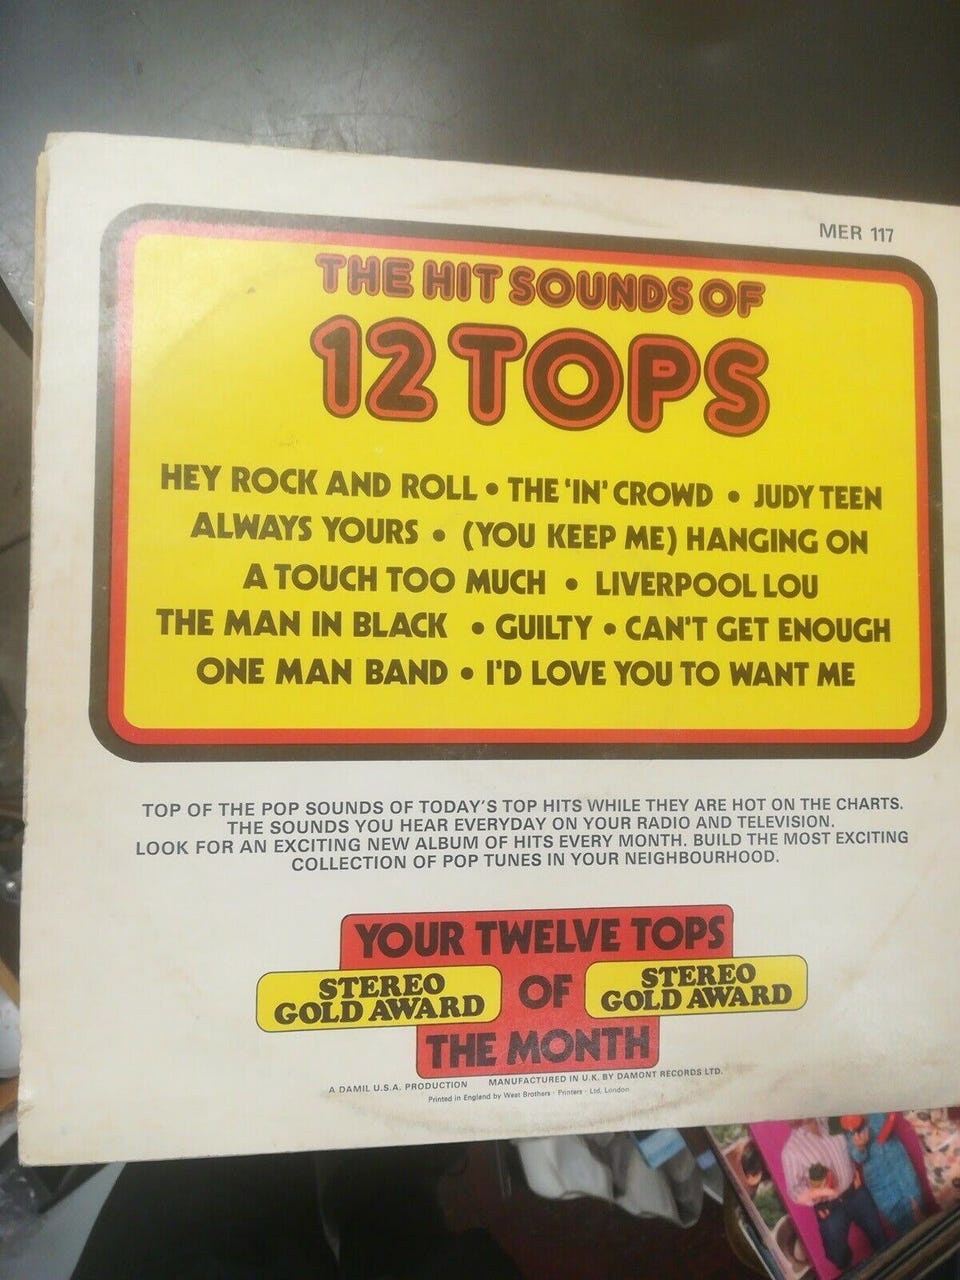 MER 117
THE HIT SOUNDS OF
12 TOPS
HEY ROCK AND ROLL • THE 'IN' CROWD • JUDY TEEN
ALWAYS YOURS • (YOU KEEP ME) HANGING ON
A TOUCH TOO MUCH • LIVERPOOL LOU
THE MAN IN BLACK • GUILTY • CAN'T GET ENOUGH
ONE MAN BAND • I'D LOVE YOU TO WANT ME
TOP OF THE POP SOUNDS OF TODAY'S TOP HITS WHILE THEY ARE HOT ON THE CHARTS.
THE SOUNDS YOU HEAR EVERYDAY ON YOUR RADIO AND TELEVISION.
LOOK FOR AN EXCITING NEW ALBUM OF HITS EVERY MONTH. BUILD THE MOST EXCITING
COLLECTION OF POP TUNES IN YOUR NEIGHBOURHOOD.
YOUR TWELVE TOPS
STEREO
GOLD AWARD
OF
STEREO
GOLD AWARD
THE MONTH
A DAMIL U.S.A. PRODUCTION MANUFACTURED IN U.K. BY DAMONT RECORDS LTD.
Printed in England by West Brothers · Printers · Ltd, London